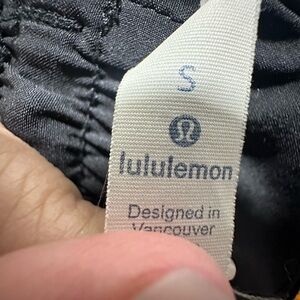 S
lululemon
Designed in
Vancouver